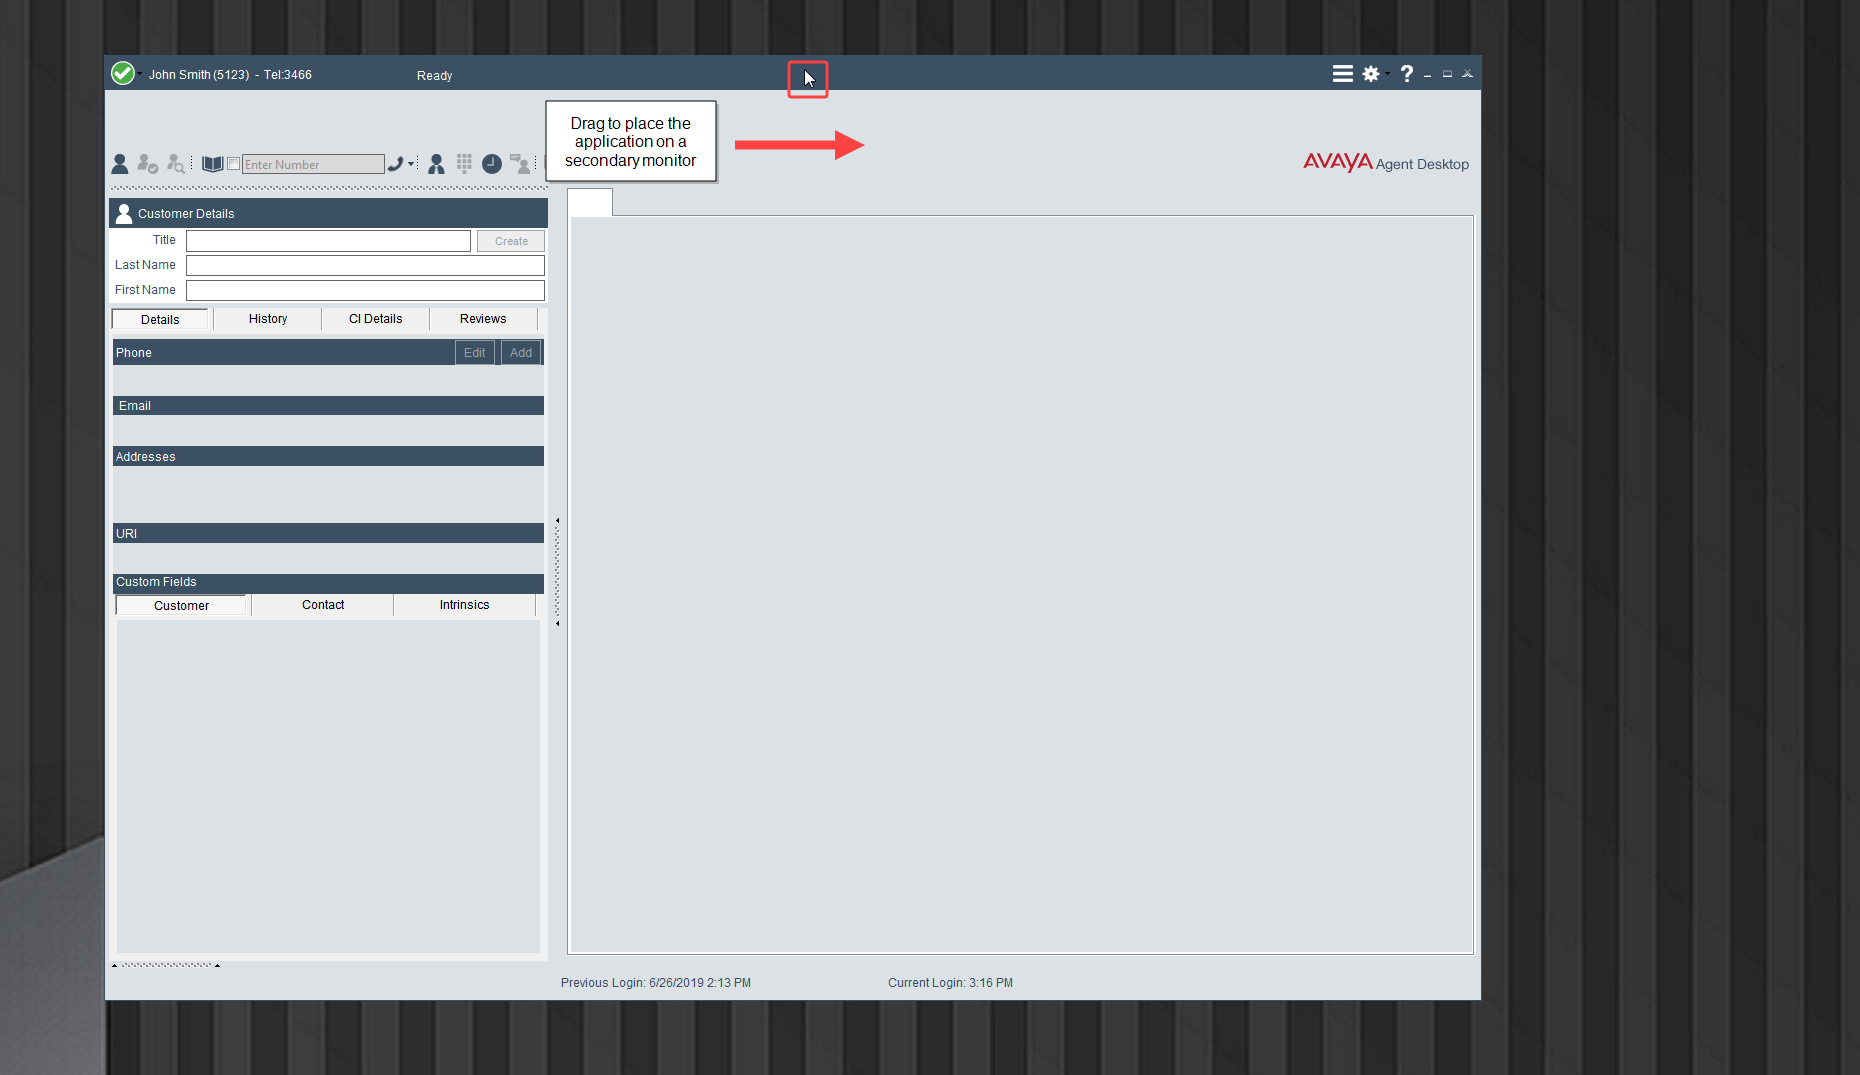 John Smith (5123) - Tel:3466
Ready
?
Drag to place the
application on a
secondary monitor
Enter Number
AVAYA Agent Desktop
Customer Details
Title
Create
Last Name
First Name
Details
History
CI Details
Reviews
Phone
Edit
Add
Email
Addresses
URI
Custom Fields
Customer
Contact
Intrinsics
Previous Login: 6/26/2019 2:13 PM
Current Login: 3:16 PM